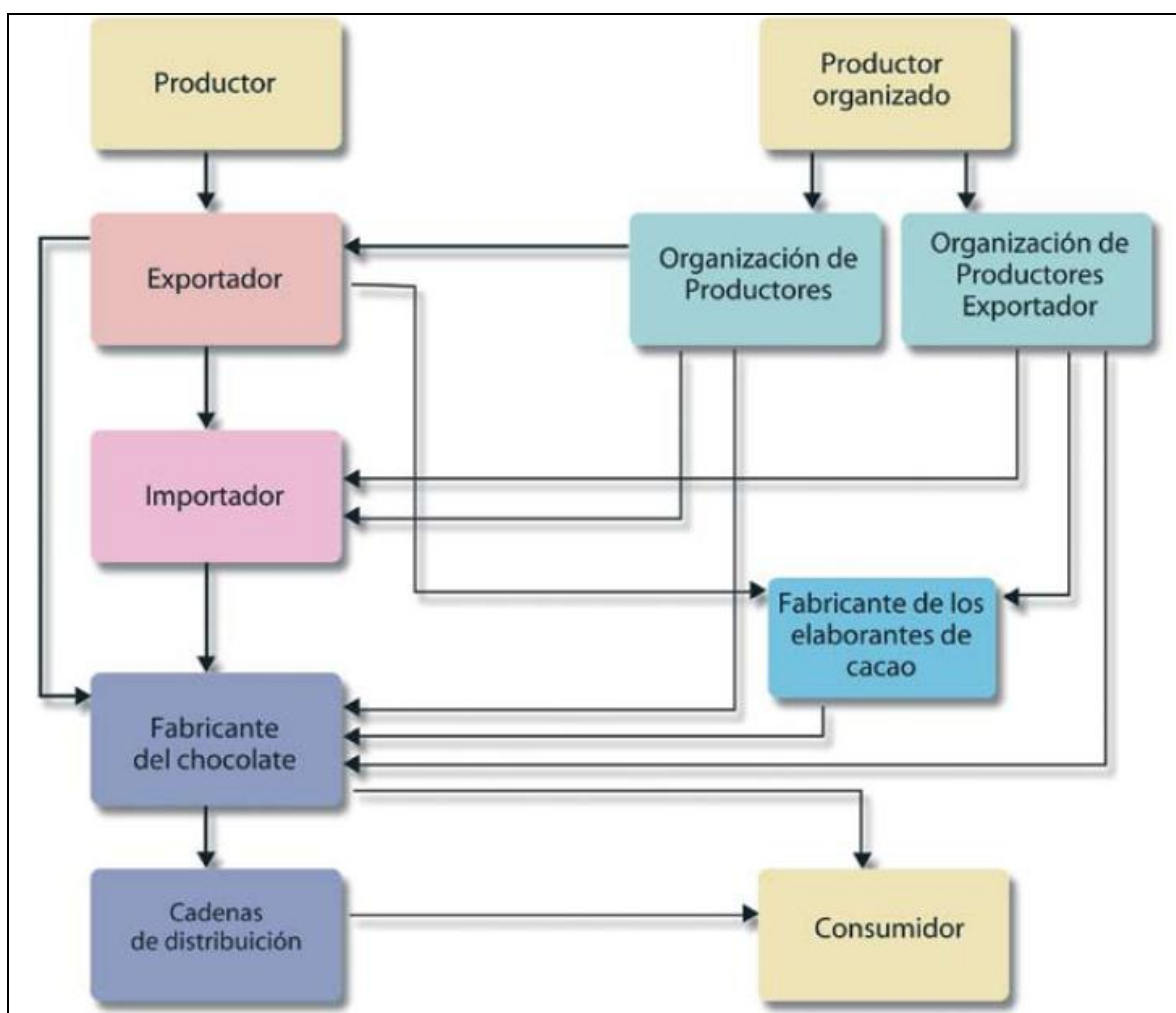 Productor
Productor
organizado
Exportador
Organización de
Productores
Organización de
Productores
Exportador
Importador
Fabricante de los
elaborantes de
cacao
Fabricante
del chocolate
Cadenas
de distribuición
Consumidor